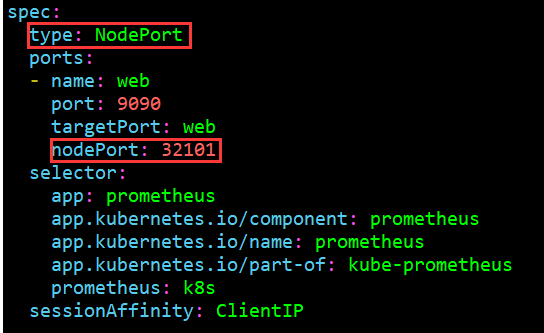 spec:
  type: NodePort
  ports:
  - name: web
    port: 9090
    targetPort: web
    nodePort: 32101
  selector:
    app: prometheus
    app.kubernetes.io/component: prometheus
    app.kubernetes.io/name: prometheus
    app.kubernetes.io/part-of: kube-prometheus
    prometheus: k8s
  sessionAffinity: ClientIP